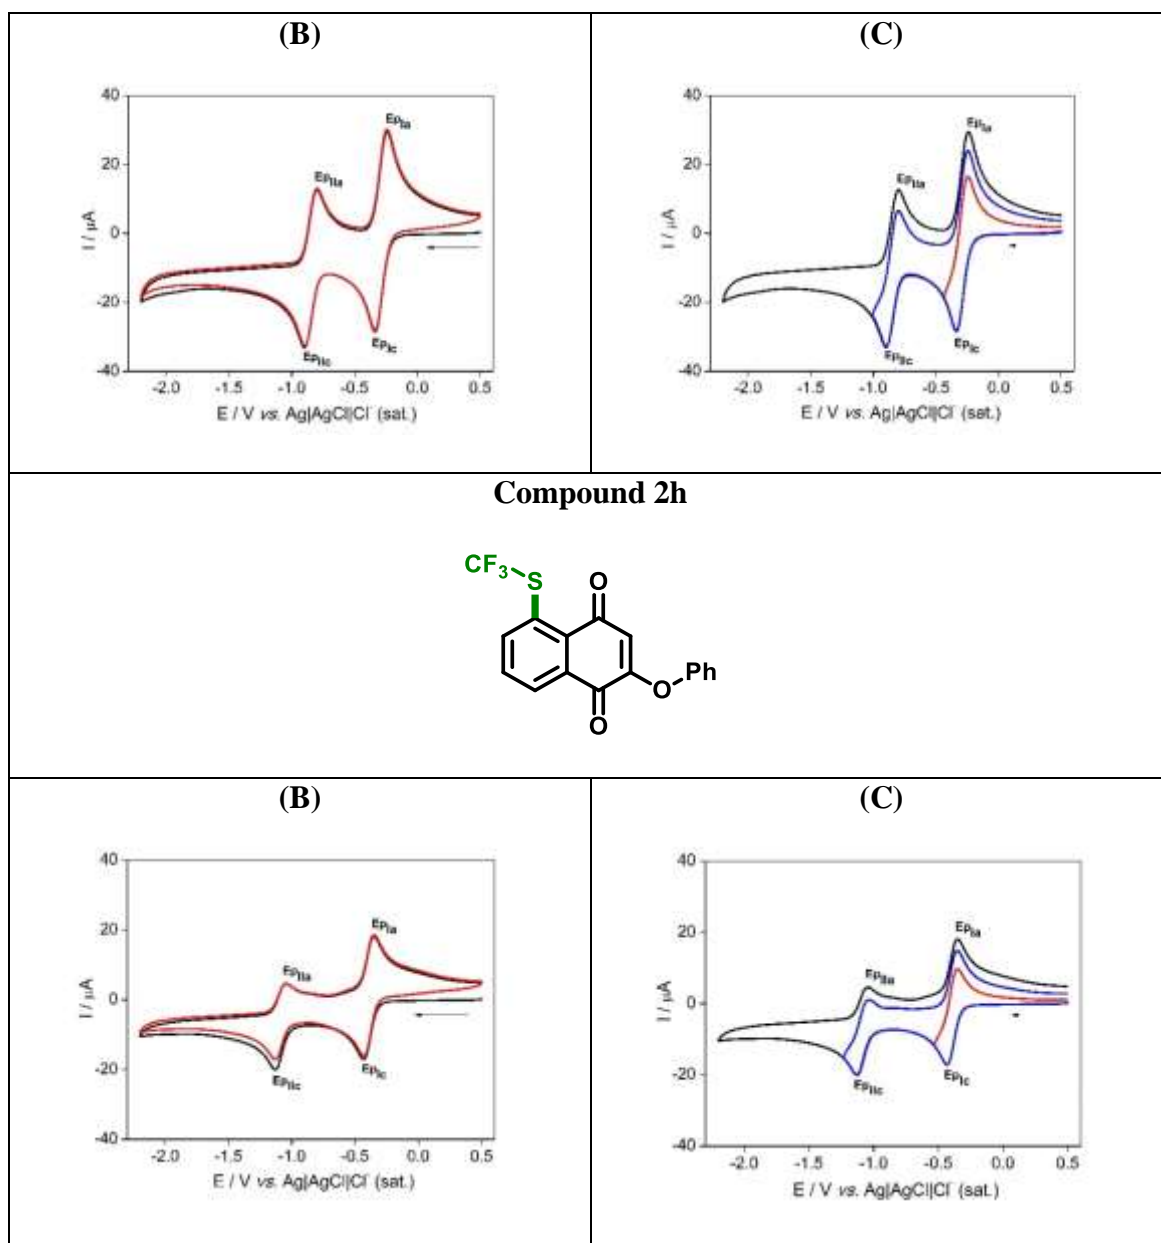 (B)
(C)
40
20
0
-20
-40
I / µA
Ep_Ia
Ep_IIa
Ep_IIc
Ep_Ic
-2.0 -1.5 -1.0 -0.5 0.0 0.5
E / V vs. Ag|AgCl|Cl⁻ (sat.)
40
20
0
-20
-40
I / µA
Ep_Ia
Ep_IIa
Ep_IIc
Ep_Ic
-2.0 -1.5 -1.0 -0.5 0.0 0.5
E / V vs. Ag|AgCl|Cl⁻ (sat.)
Compound 2h
CF₃
S
O
O
Ph
O
(B)
(C)
40
20
0
-20
-40
I / µA
Ep_Ia
Ep_IIa
Ep_IIc
Ep_Ic
-2.0 -1.5 -1.0 -0.5 0.0 0.5
E / V vs. Ag|AgCl|Cl⁻ (sat.)
40
20
0
-20
-40
I / µA
Ep_Ia
Ep_IIa
Ep_IIc
Ep_Ic
-2.0 -1.5 -1.0 -0.5 0.0 0.5
E / V vs. Ag|AgCl|Cl⁻ (sat.)